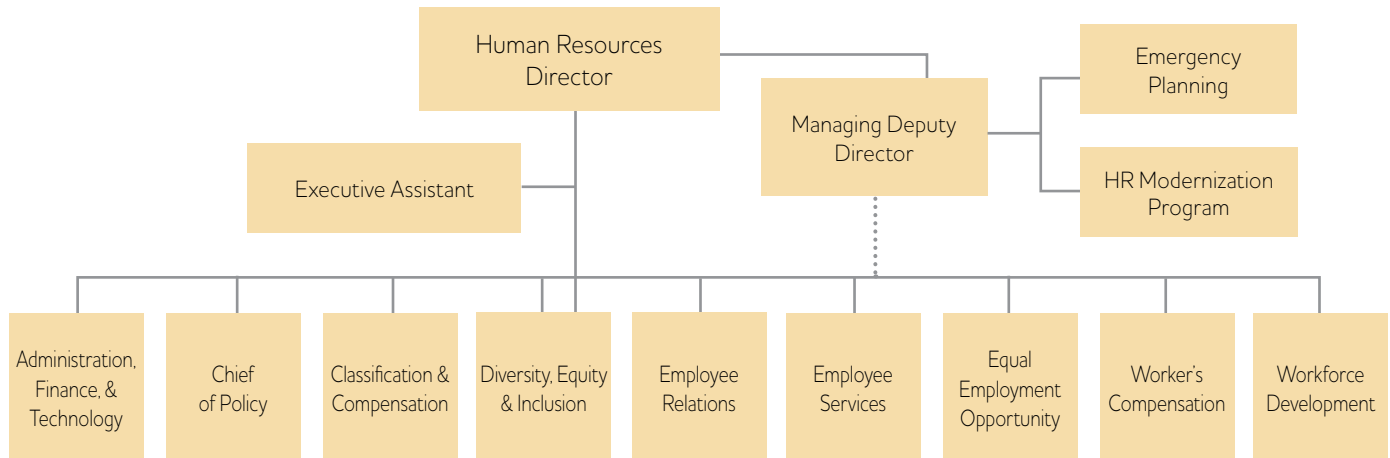 Human Resources
Director
Emergency
Planning
Managing Deputy
Director
Executive Assistant
HR Modernization
Program
Administration,
Finance, &
Technology
Chief
of Policy
Classification &
Compensation
Diversity, Equity
& Inclusion
Employee
Relations
Employee
Services
Equal
Employment
Opportunity
Worker's
Compensation
Workforce
Development